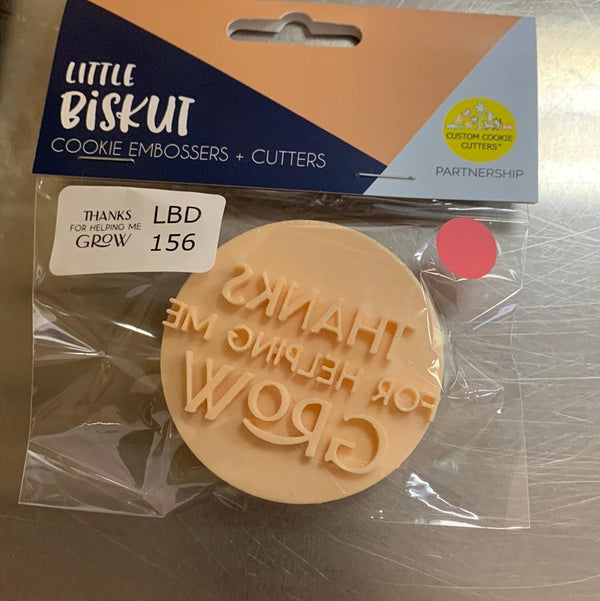 LITTLE
BiSKUT
COOKIE EMBOSSERS + CUTTERS
CUSTOM COOKIE
CUTTERS™
PARTNERSHIP
THANKS
FOR HELPING ME
GROW
LBD
156
THANKS
FOR HELPING ME
GROW